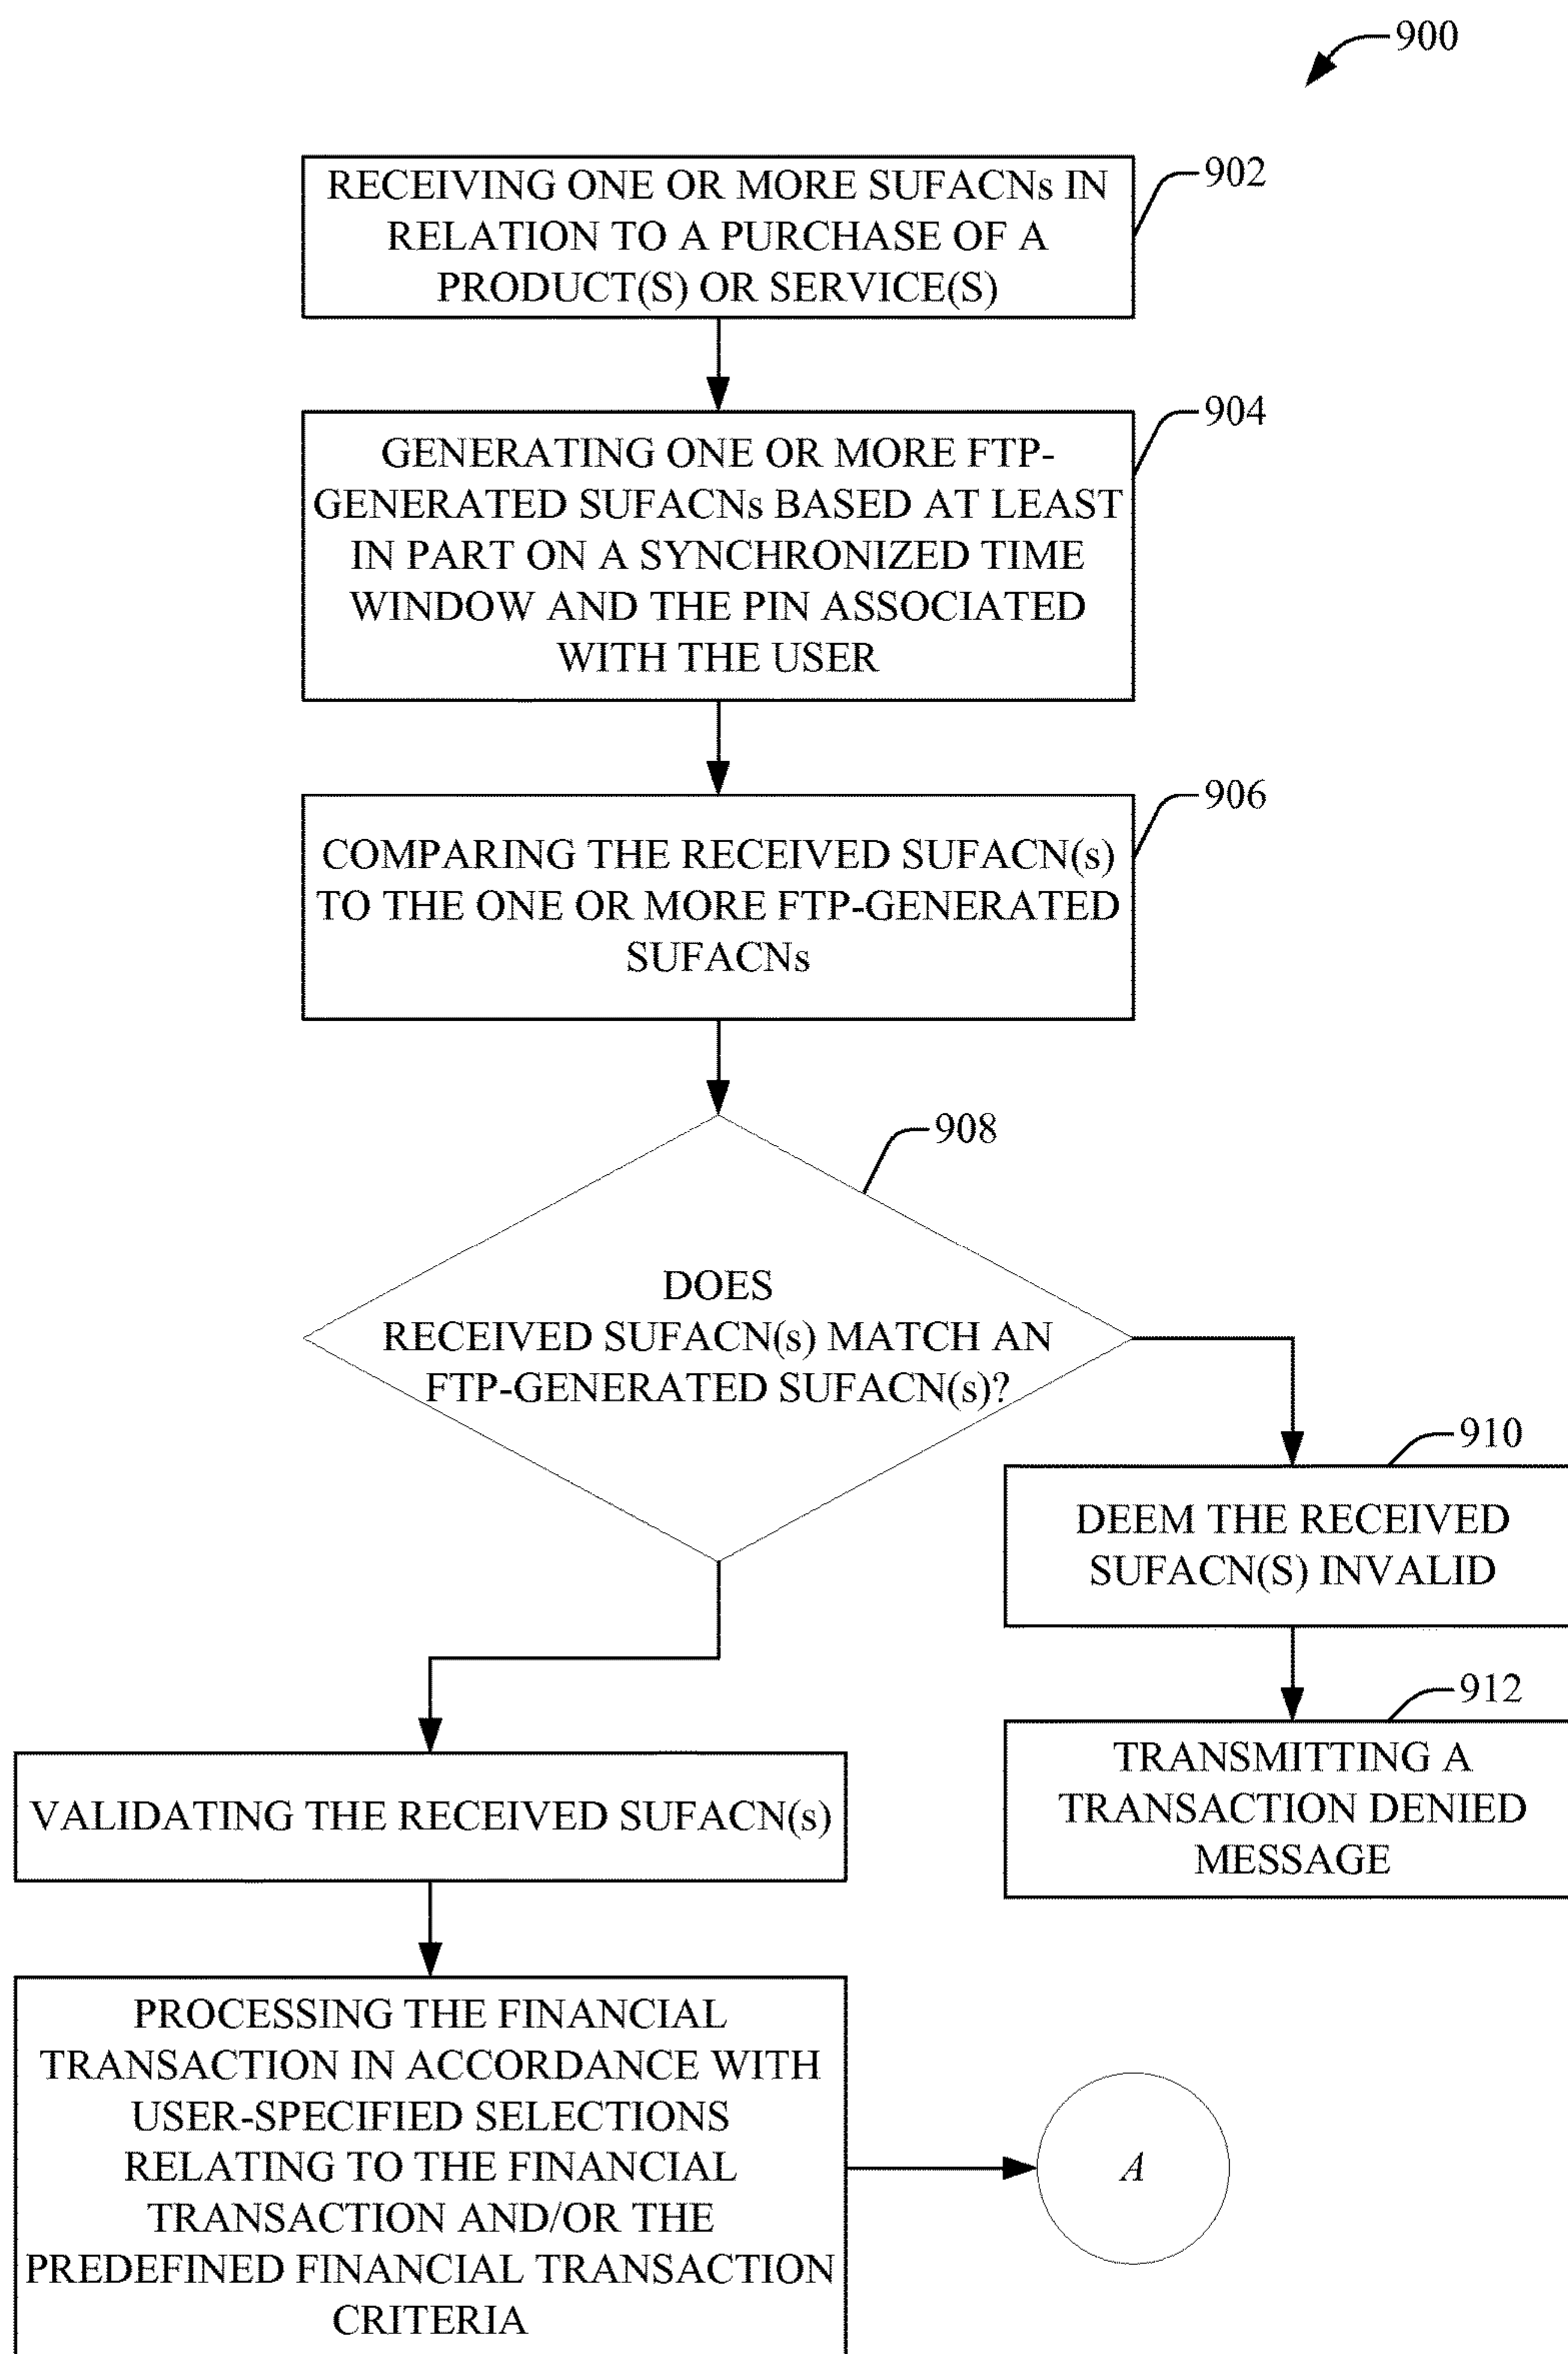 900
902
RECEIVING ONE OR MORE SUFACNs IN
RELATION TO A PURCHASE OF A
PRODUCT(S) OR SERVICE(S)
904
GENERATING ONE OR MORE FTP-
GENERATED SUFACNs BASED AT LEAST
IN PART ON A SYNCHRONIZED TIME
WINDOW AND THE PIN ASSOCIATED
WITH THE USER
906
COMPARING THE RECEIVED SUFACN(s)
TO THE ONE OR MORE FTP-GENERATED
SUFACNs
908
DOES
RECEIVED SUFACN(s) MATCH AN
FTP-GENERATED SUFACN(s)?
910
DEEM THE RECEIVED
SUFACN(S) INVALID
912
TRANSMITTING A
TRANSACTION DENIED
MESSAGE
VALIDATING THE RECEIVED SUFACN(s)
PROCESSING THE FINANCIAL
TRANSACTION IN ACCORDANCE WITH
USER-SPECIFIED SELECTIONS
RELATING TO THE FINANCIAL
TRANSACTION AND/OR THE
PREDEFINED FINANCIAL TRANSACTION
CRITERIA
A